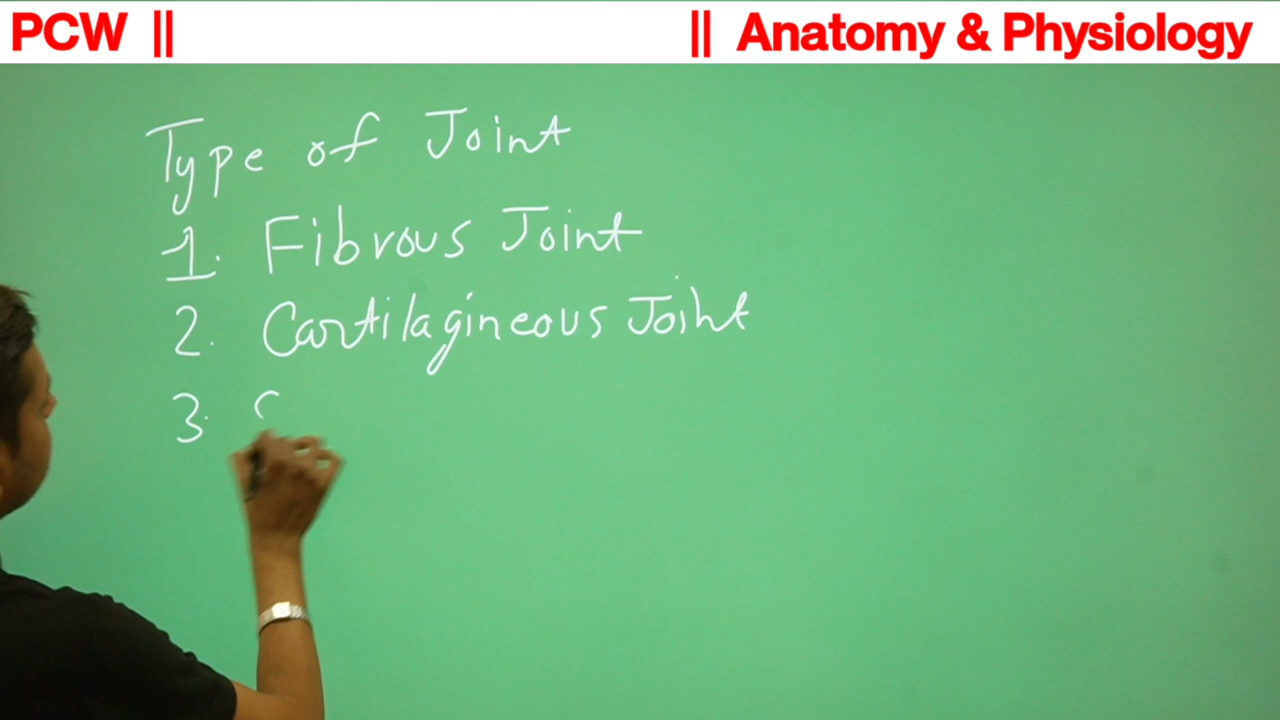 PCW || || Anatomy & Physiology
Type of Joint
1. Fibrous Joint
2. Cartilagineous Joint
3.